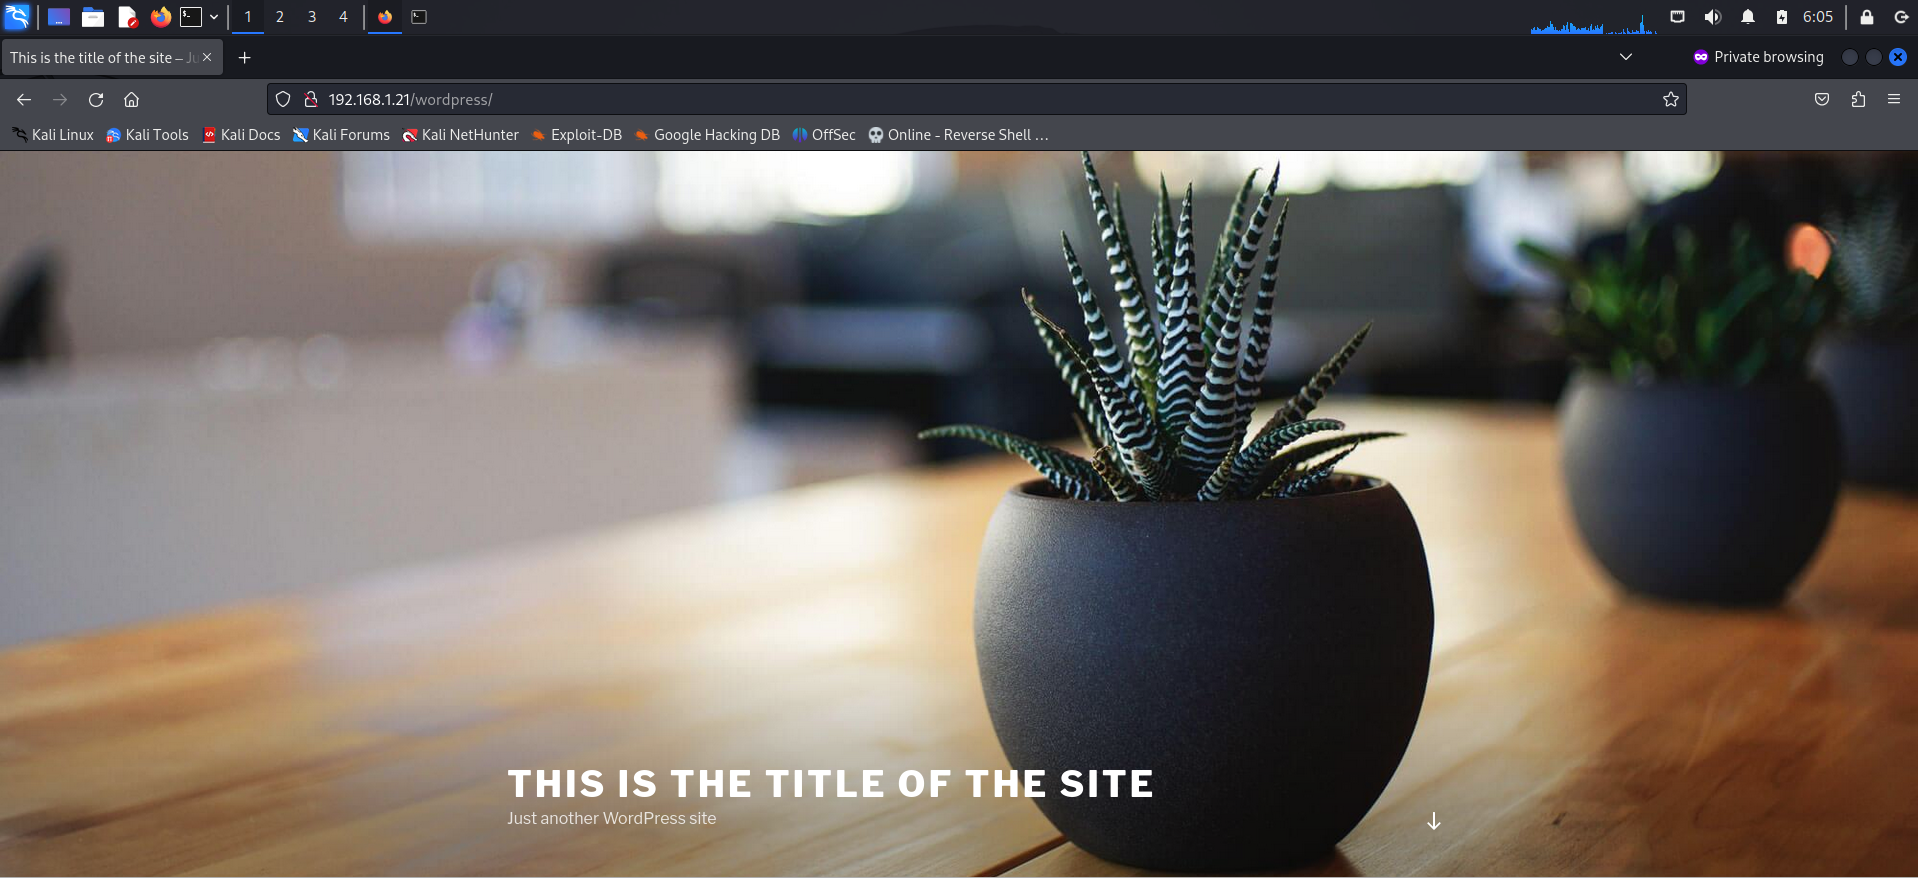 1 2 3 4 6:05
This is the title of the site – Ju
Private browsing
192.168.1.21/wordpress/
Kali Linux Kali Tools Kali Docs Kali Forums Kali NetHunter Exploit-DB Google Hacking DB OffSec Online - Reverse Shell …
THIS IS THE TITLE OF THE SITE
Just another WordPress site